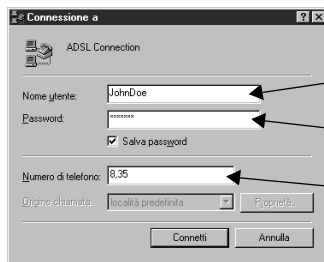 Connessione a
ADSL Connection
Nome utente: JohnDoe
Password: *******
Salva password
Numero di telefono: 8,35
Origine chiamata: località predefinita Proprietà...
Connetti Annulla